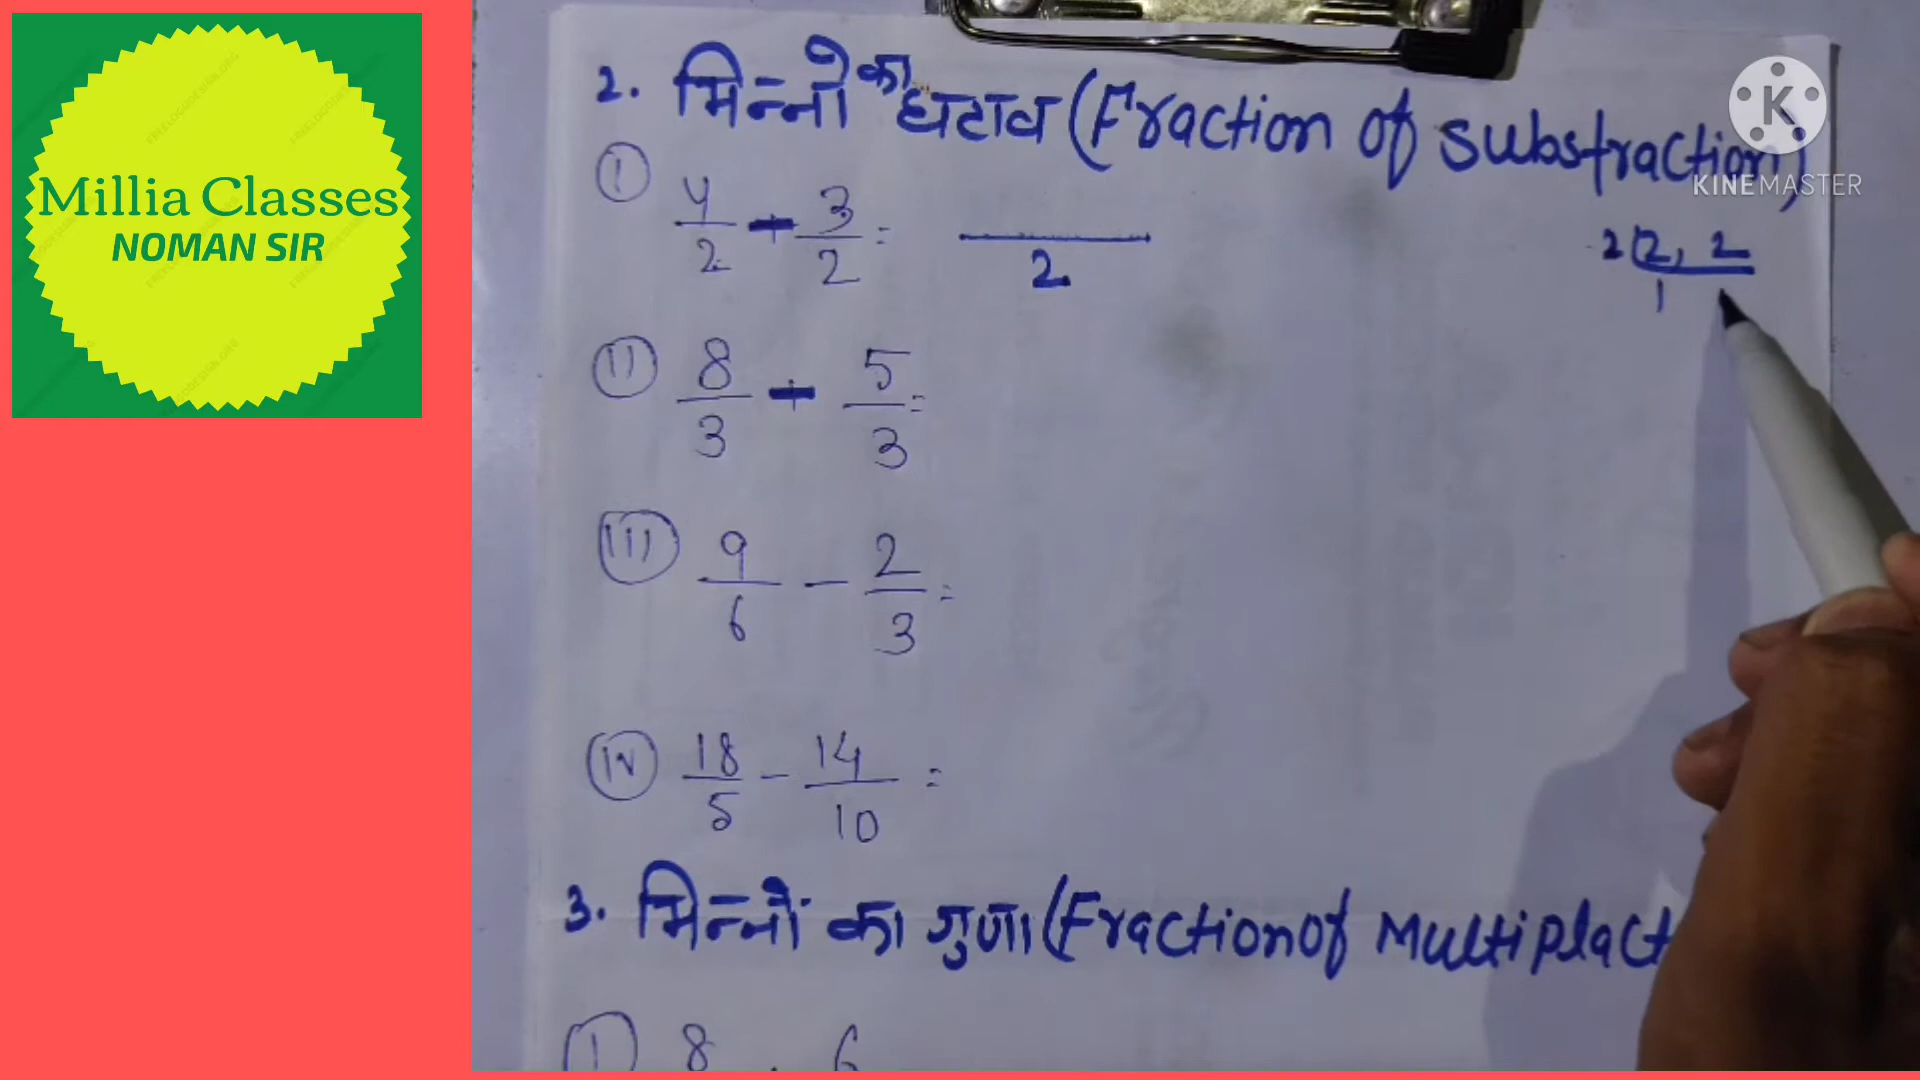 Millia Classes
NOMAN SIR
K
KINEMASTER
2. भिन्नो का घटाव (Fraction of substraction)
(i) 4/2 - 3/2 = /2
2(2, 2
1
(ii) 8/3 - 5/3 =
(iii) 9/6 - 2/3 =
(iv) 18/5 - 14/10 =
3. भिन्नों का गुणा (Fraction of Multiplact
(i) 8 6